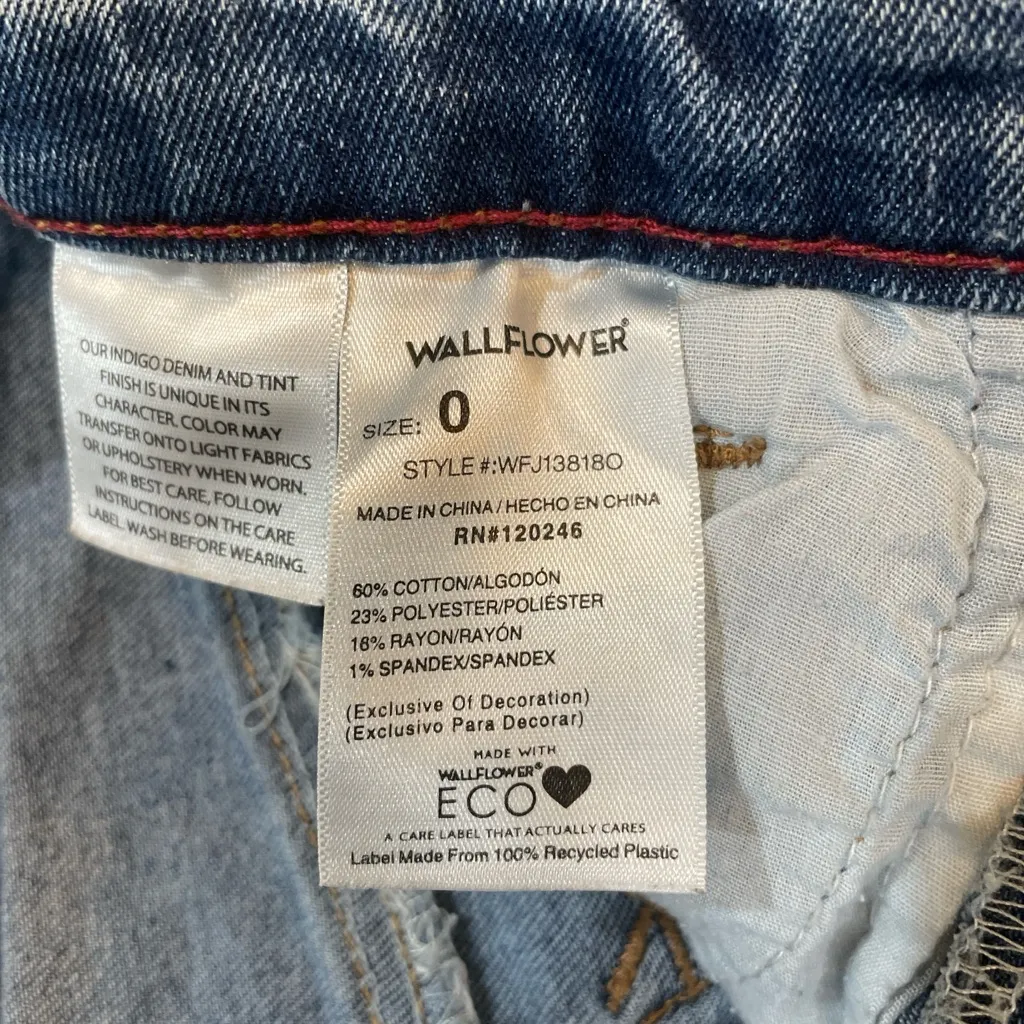 OUR INDIGO DENIM AND TINT
FINISH IS UNIQUE IN ITS
CHARACTER. COLOR MAY
TRANSFER ONTO LIGHT FABRICS
OR UPHOLSTERY WHEN WORN.
FOR BEST CARE, FOLLOW
INSTRUCTIONS ON THE CARE
LABEL. WASH BEFORE WEARING.
WALLFLOWER®
SIZE: 0
STYLE #:WFJ13818O
MADE IN CHINA / HECHO EN CHINA
RN#120246
60% COTTON/ALGODÓN
23% POLYESTER/POLIÉSTER
16% RAYON/RAYÓN
1% SPANDEX/SPANDEX
(Exclusive Of Decoration)
(Exclusivo Para Decorar)
MADE WITH
WALLFLOWER®
ECO
A CARE LABEL THAT ACTUALLY CARES
Label Made From 100% Recycled Plastic